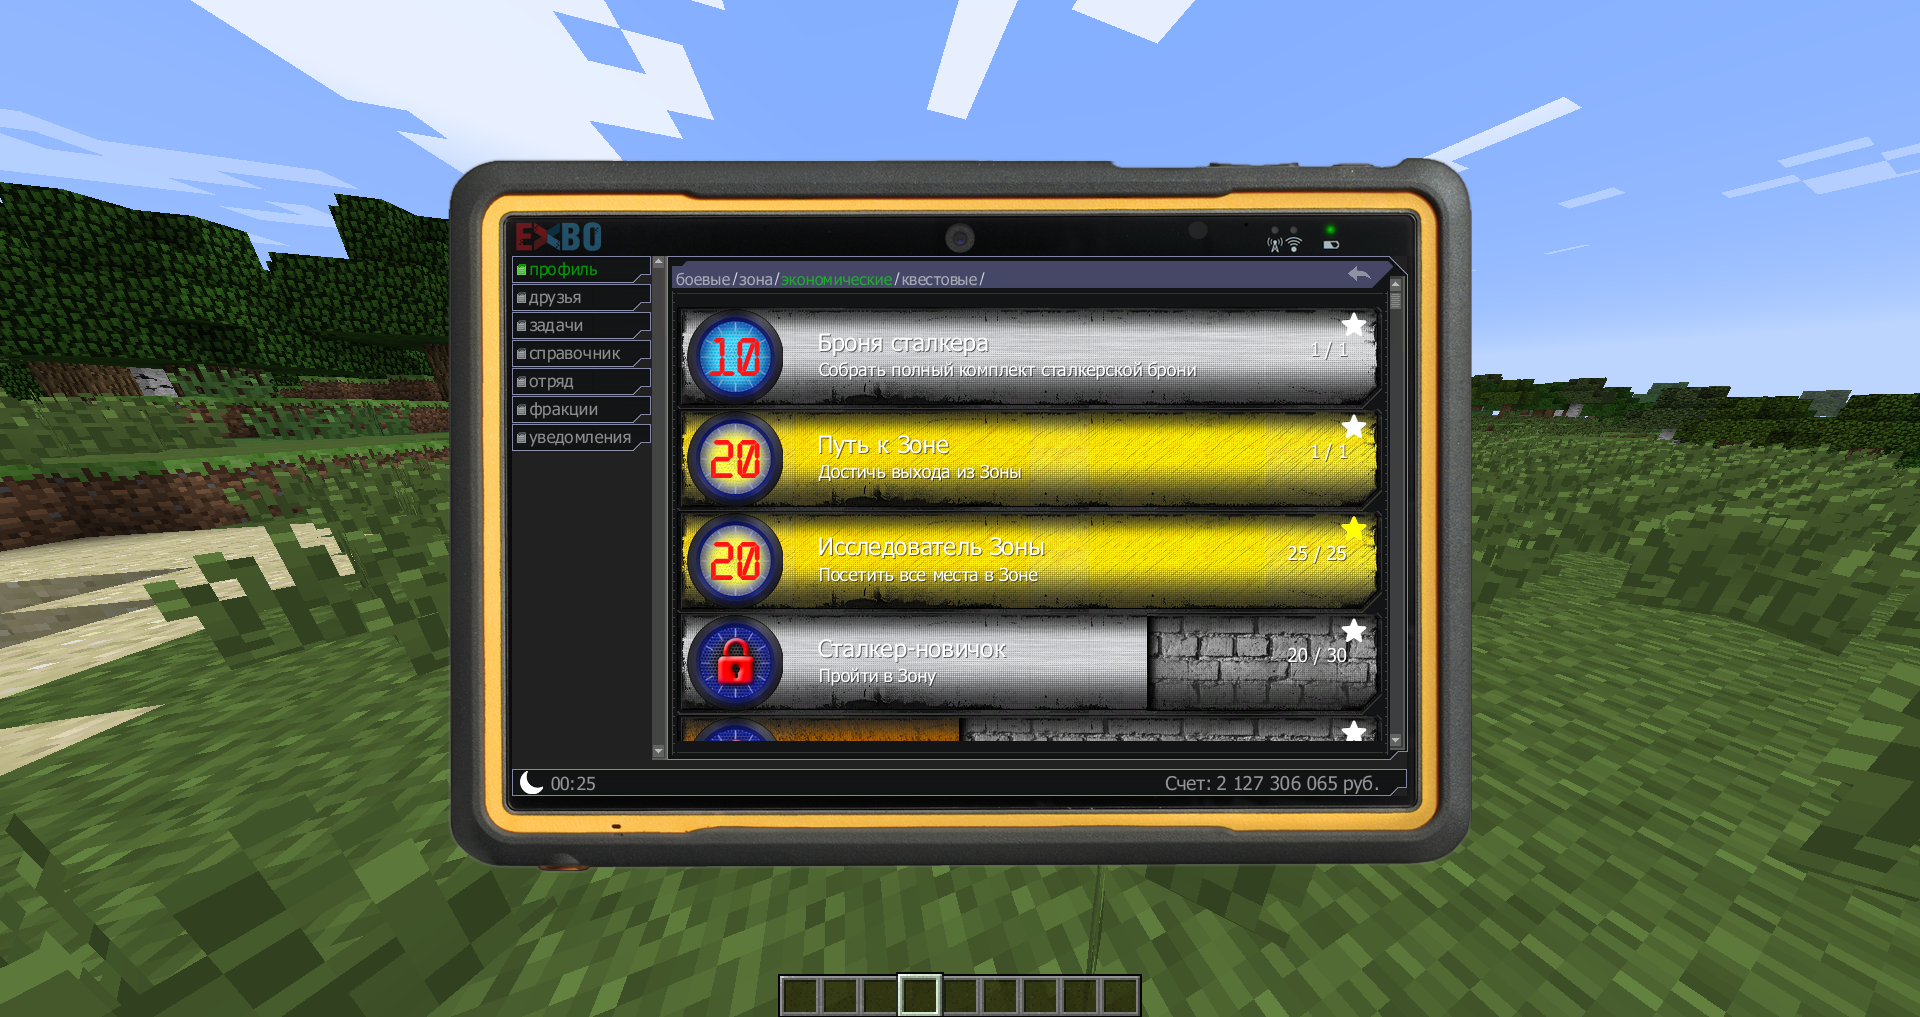 EXBO
профиль
друзья
задачи
справочник
отряд
фракции
уведомления
боевые/зона/экономические/квестовые/
10
Броня сталкера
1 / 1
Собрать полный комплект сталкерской брони
20
Путь к Зоне
1 / 1
Достичь выхода из Зоны
20
Исследователь Зоны
25 / 25
Посетить все места в Зоне
Сталкер-новичок
20 / 30
Пройти в Зону
00:25
Счет: 2 127 306 065 руб.